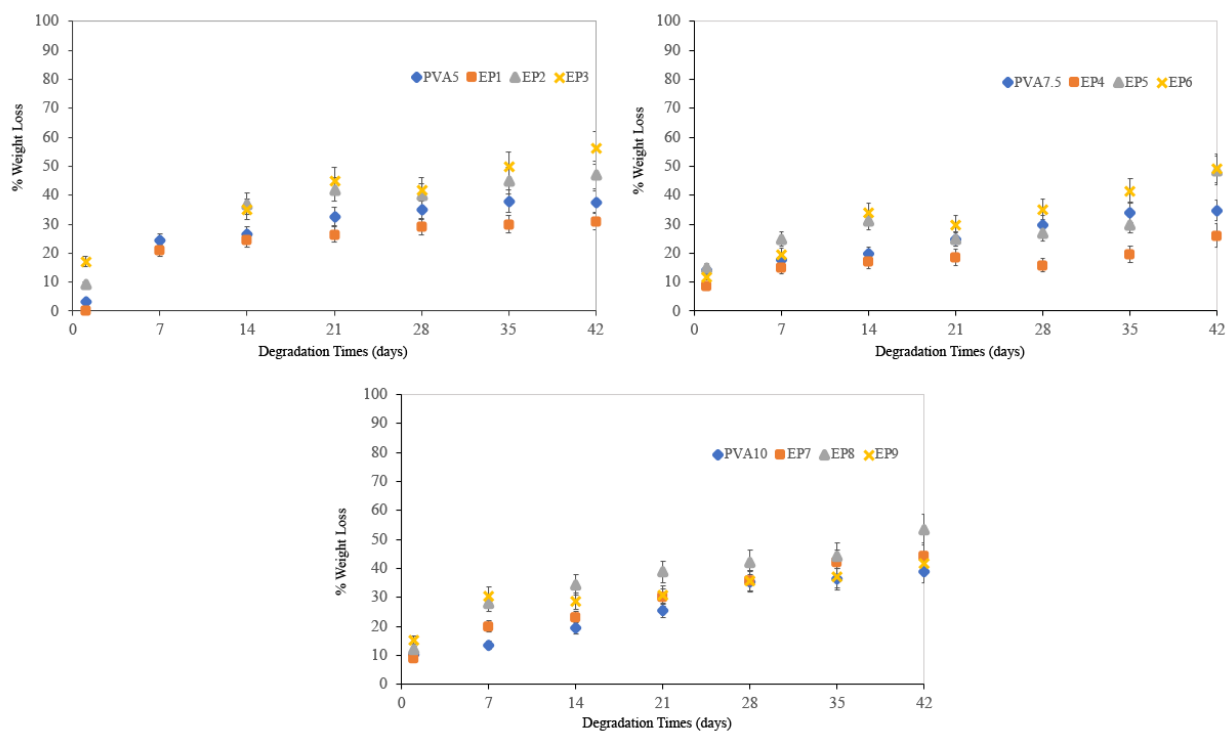 100
90
80
70
60
50
40
30
20
10
0
% Weight Loss
PVA5 EP1 EP2 EP3
0 7 14 21 28 35 42
Degradation Times (days)
100
90
80
70
60
50
40
30
20
10
0
% Weight Loss
PVA7.5 EP4 EP5 EP6
0 7 14 21 28 35 42
Degradation Times (days)
100
90
80
70
60
50
40
30
20
10
0
% Weight Loss
PVA10 EP7 EP8 EP9
0 7 14 21 28 35 42
Degradation Times (days)